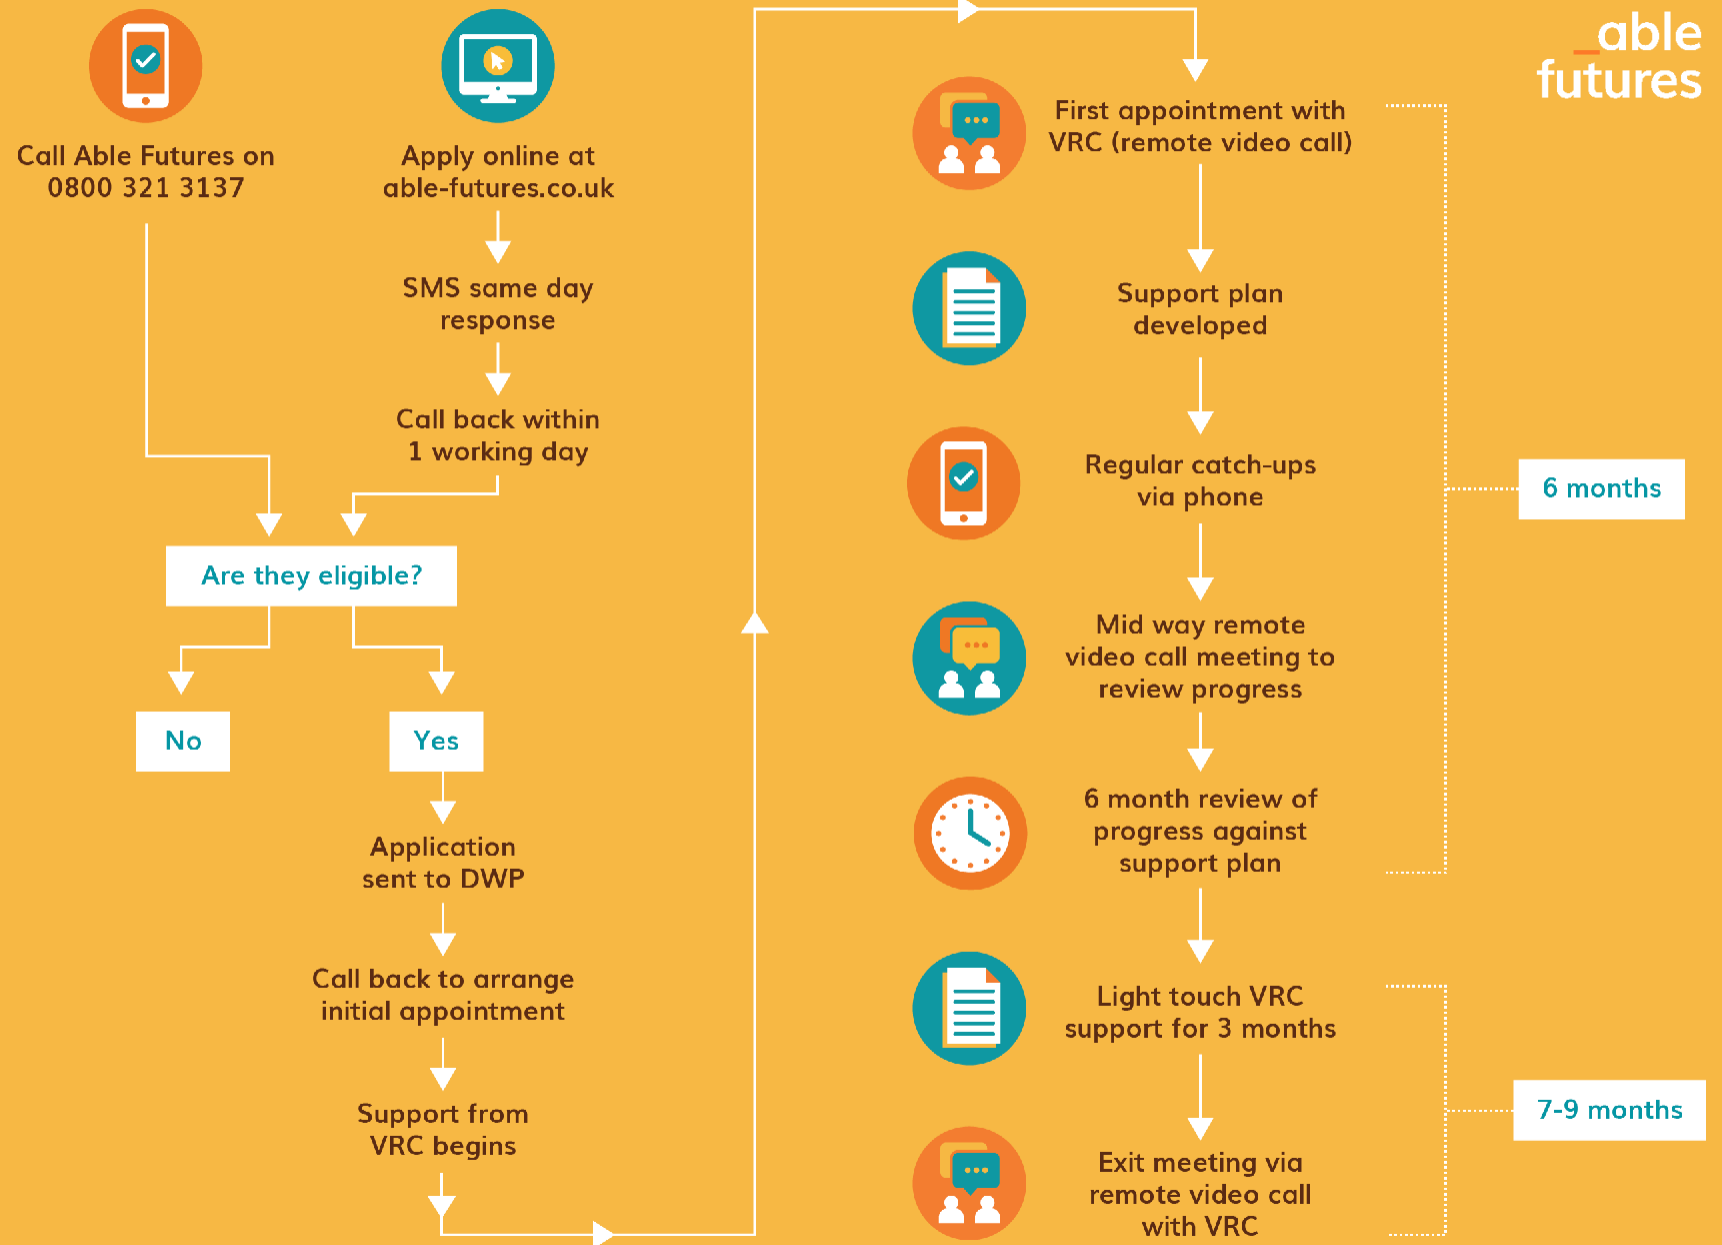 Call Able Futures on
0800 321 3137
Apply online at
able-futures.co.uk
SMS same day
response
Call back within
1 working day
Are they eligible?
No
Yes
Application
sent to DWP
Call back to arrange
initial appointment
Support from
VRC begins
First appointment with
VRC (remote video call)
Support plan
developed
Regular catch-ups
via phone
Mid way remote
video call meeting to
review progress
6 month review of
progress against
support plan
6 months
Light touch VRC
support for 3 months
Exit meeting via
remote video call
with VRC
7-9 months
_able
futures